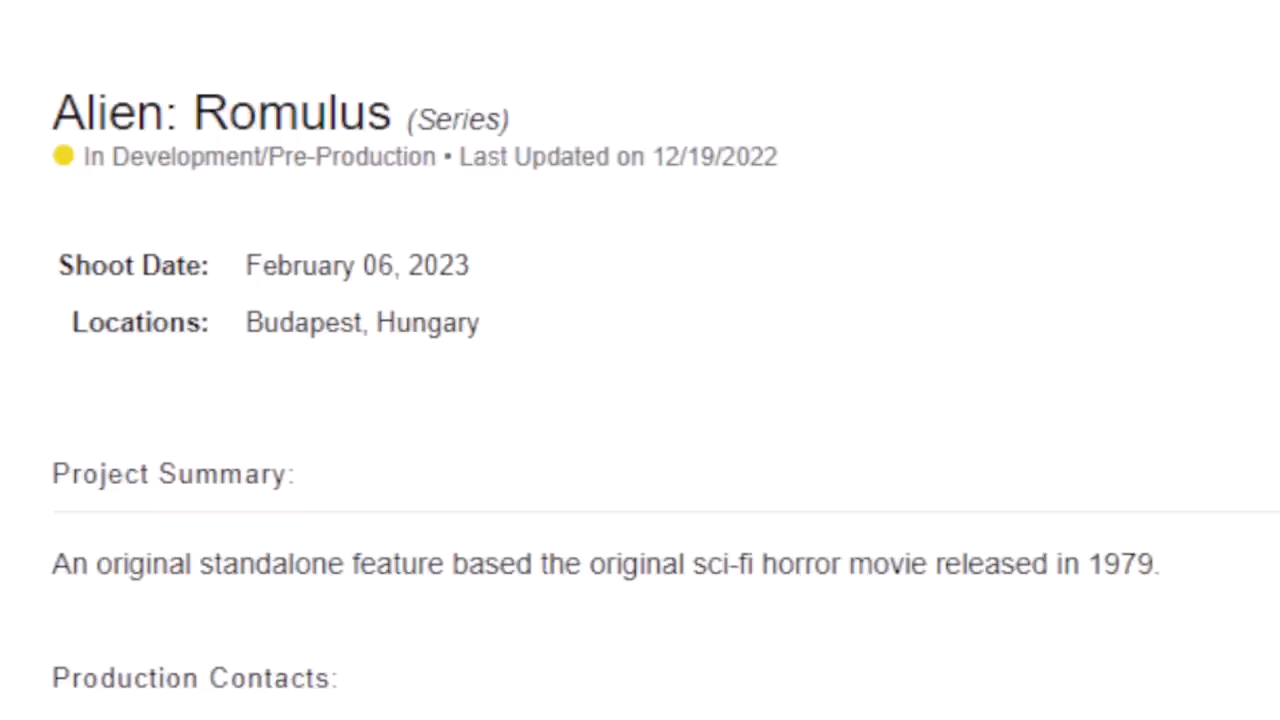 Alien: Romulus (Series)
In Development/Pre-Production • Last Updated on 12/19/2022
Shoot Date: February 06, 2023
Locations: Budapest, Hungary
Project Summary:
An original standalone feature based the original sci-fi horror movie released in 1979.
Production Contacts: